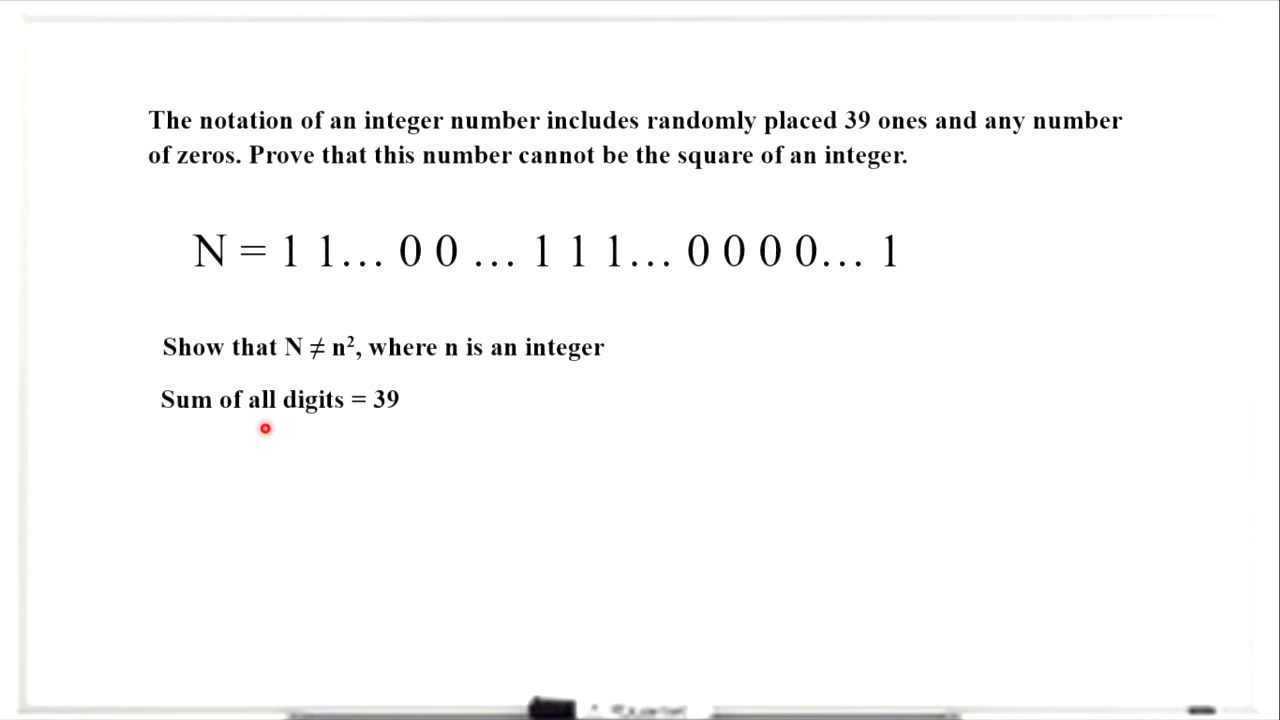 The notation of an integer number includes randomly placed 39 ones and any number
of zeros. Prove that this number cannot be the square of an integer.
N = 1 1... 0 0 ... 1 1 1... 0 0 0 0... 1
Show that N ≠ n², where n is an integer
Sum of all digits = 39